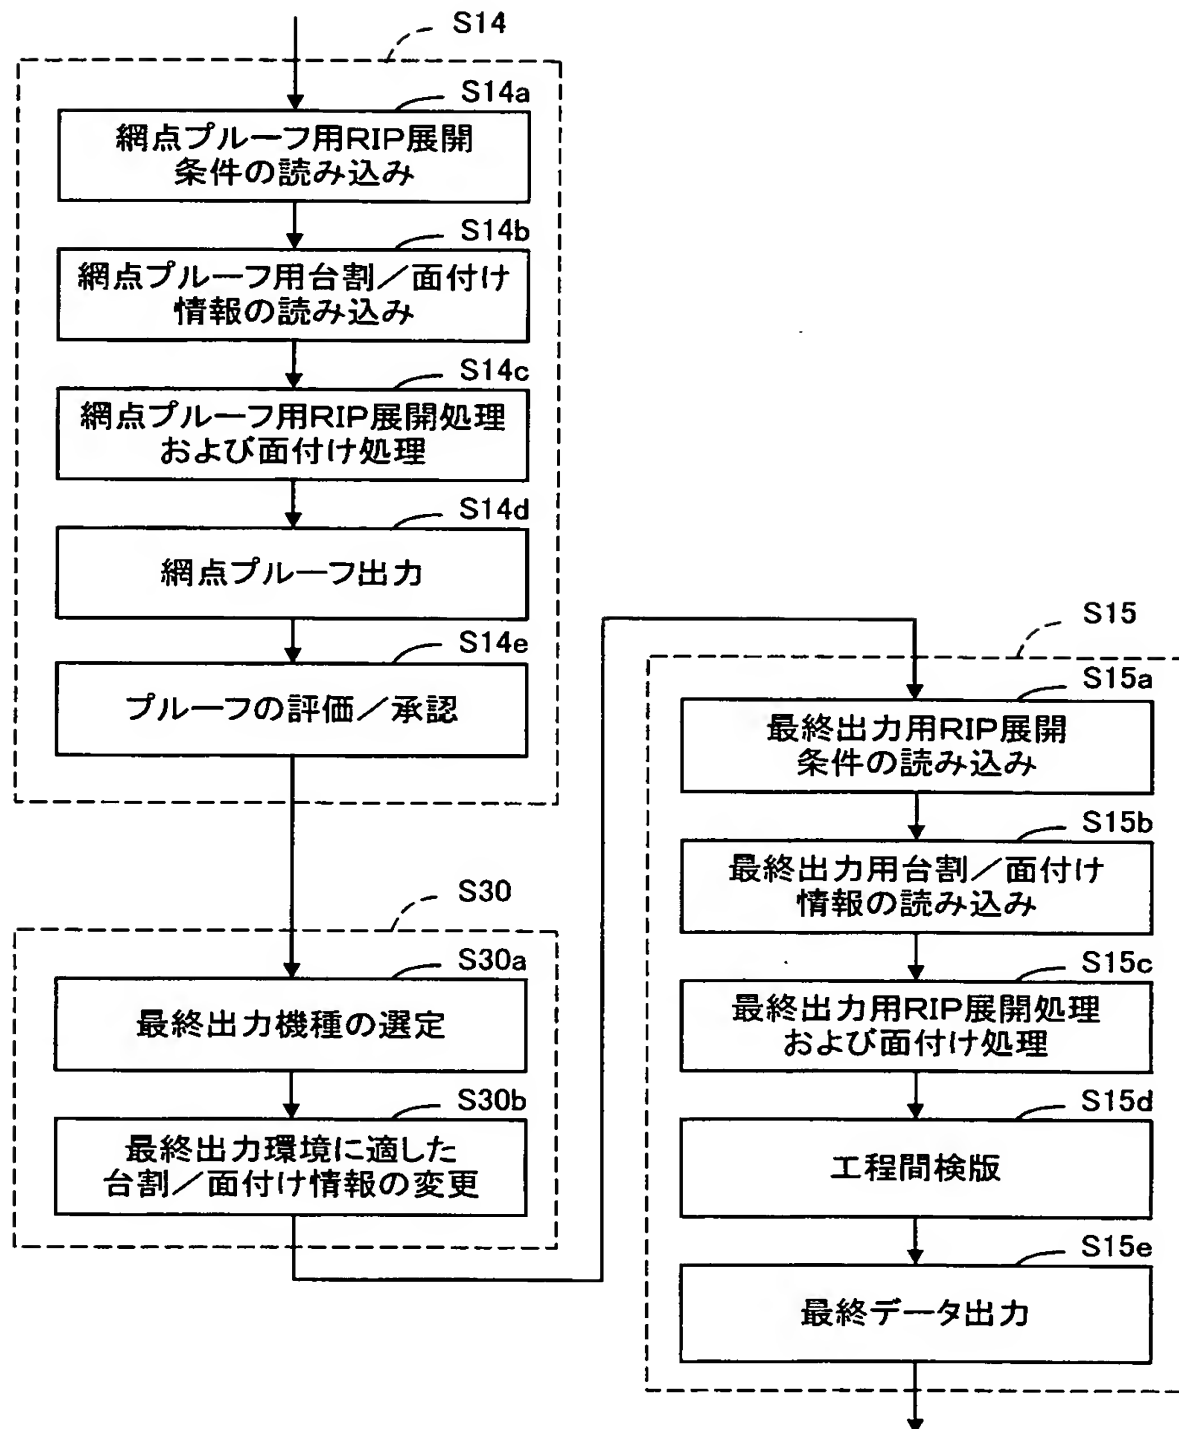 S14
S14a
網点プルーフ用RIP展開
条件の読み込み
S14b
網点プルーフ用台割／面付け
情報の読み込み
S14c
網点プルーフ用RIP展開処理
および面付け処理
S14d
網点プルーフ出力
S14e
プルーフの評価／承認
S30
S30a
最終出力機種の選定
S30b
最終出力環境に適した
台割／面付け情報の変更
S15
S15a
最終出力用RIP展開
条件の読み込み
S15b
最終出力用台割／面付け
情報の読み込み
S15c
最終出力用RIP展開処理
および面付け処理
S15d
工程間検版
S15e
最終データ出力